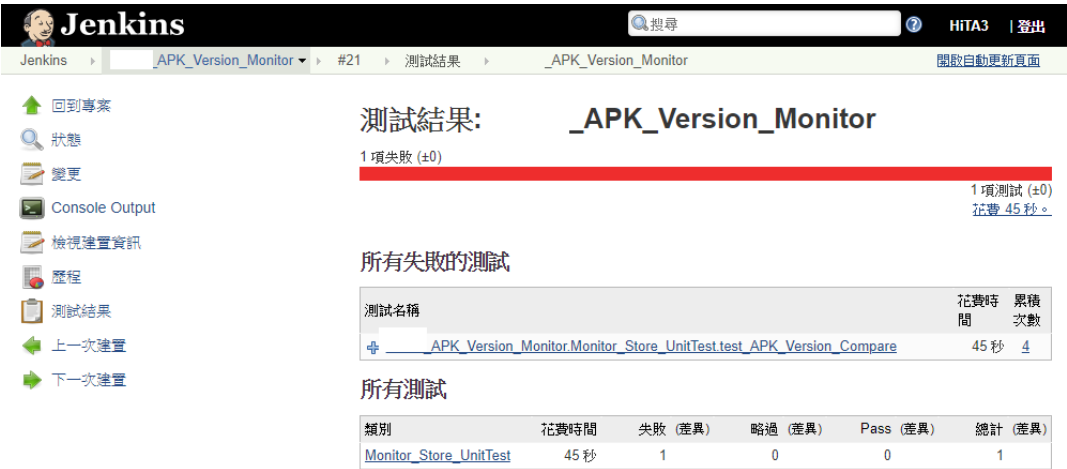 Jenkins
搜尋
HiTA3 | 登出
Jenkins _APK_Version_Monitor #21 測試結果 _APK_Version_Monitor 開啟自動更新頁面
回到專案
狀態
變更
Console Output
檢視建置資訊
歷程
測試結果
上一次建置
下一次建置
測試結果: _APK_Version_Monitor
1 項失敗 (±0)
1 項測試 (±0)
花費 45 秒。
所有失敗的測試
測試名稱 花費時間 累積次數
_APK_Version_Monitor.Monitor_Store_UnitTest.test_APK_Version_Compare 45 秒 4
所有測試
類別 花費時間 失敗 (差異) 略過 (差異) Pass (差異) 總計 (差異)
Monitor_Store_UnitTest 45 秒 1 0 0 1